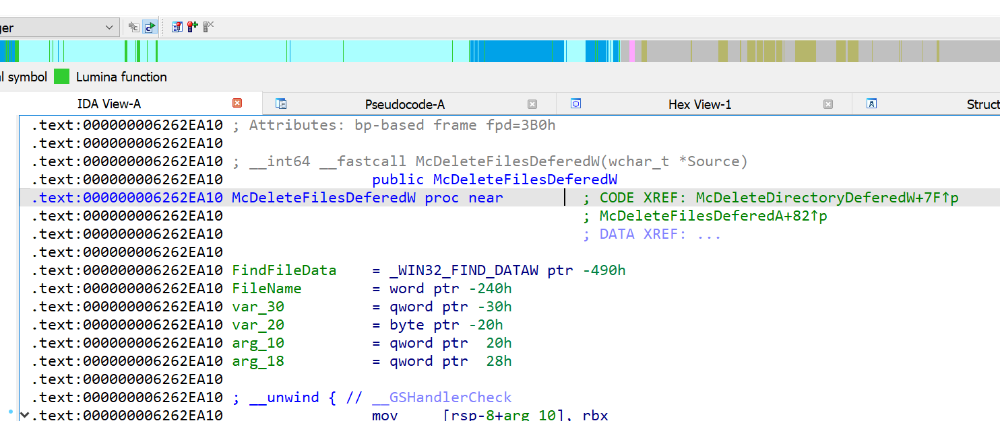 ger
l symbol Lumina function
IDA View-A Pseudocode-A Hex View-1 Struct
.text:000000006262EA10 ; Attributes: bp-based frame fpd=3B0h
.text:000000006262EA10
.text:000000006262EA10 ; __int64 __fastcall McDeleteFilesDeferedW(wchar_t *Source)
.text:000000006262EA10 public McDeleteFilesDeferedW
.text:000000006262EA10 McDeleteFilesDeferedW proc near ; CODE XREF: McDeleteDirectoryDeferedW+7F↑p
.text:000000006262EA10 ; McDeleteFilesDeferedA+82↑p
.text:000000006262EA10 ; DATA XREF: ...
.text:000000006262EA10
.text:000000006262EA10 FindFileData = _WIN32_FIND_DATAW ptr -490h
.text:000000006262EA10 FileName = word ptr -240h
.text:000000006262EA10 var_30 = qword ptr -30h
.text:000000006262EA10 var_20 = byte ptr -20h
.text:000000006262EA10 arg_10 = qword ptr 20h
.text:000000006262EA10 arg_18 = qword ptr 28h
.text:000000006262EA10
.text:000000006262EA10 ; __unwind { // __GSHandlerCheck
.text:000000006262EA10 mov [rsp-8+arg_10], rbx